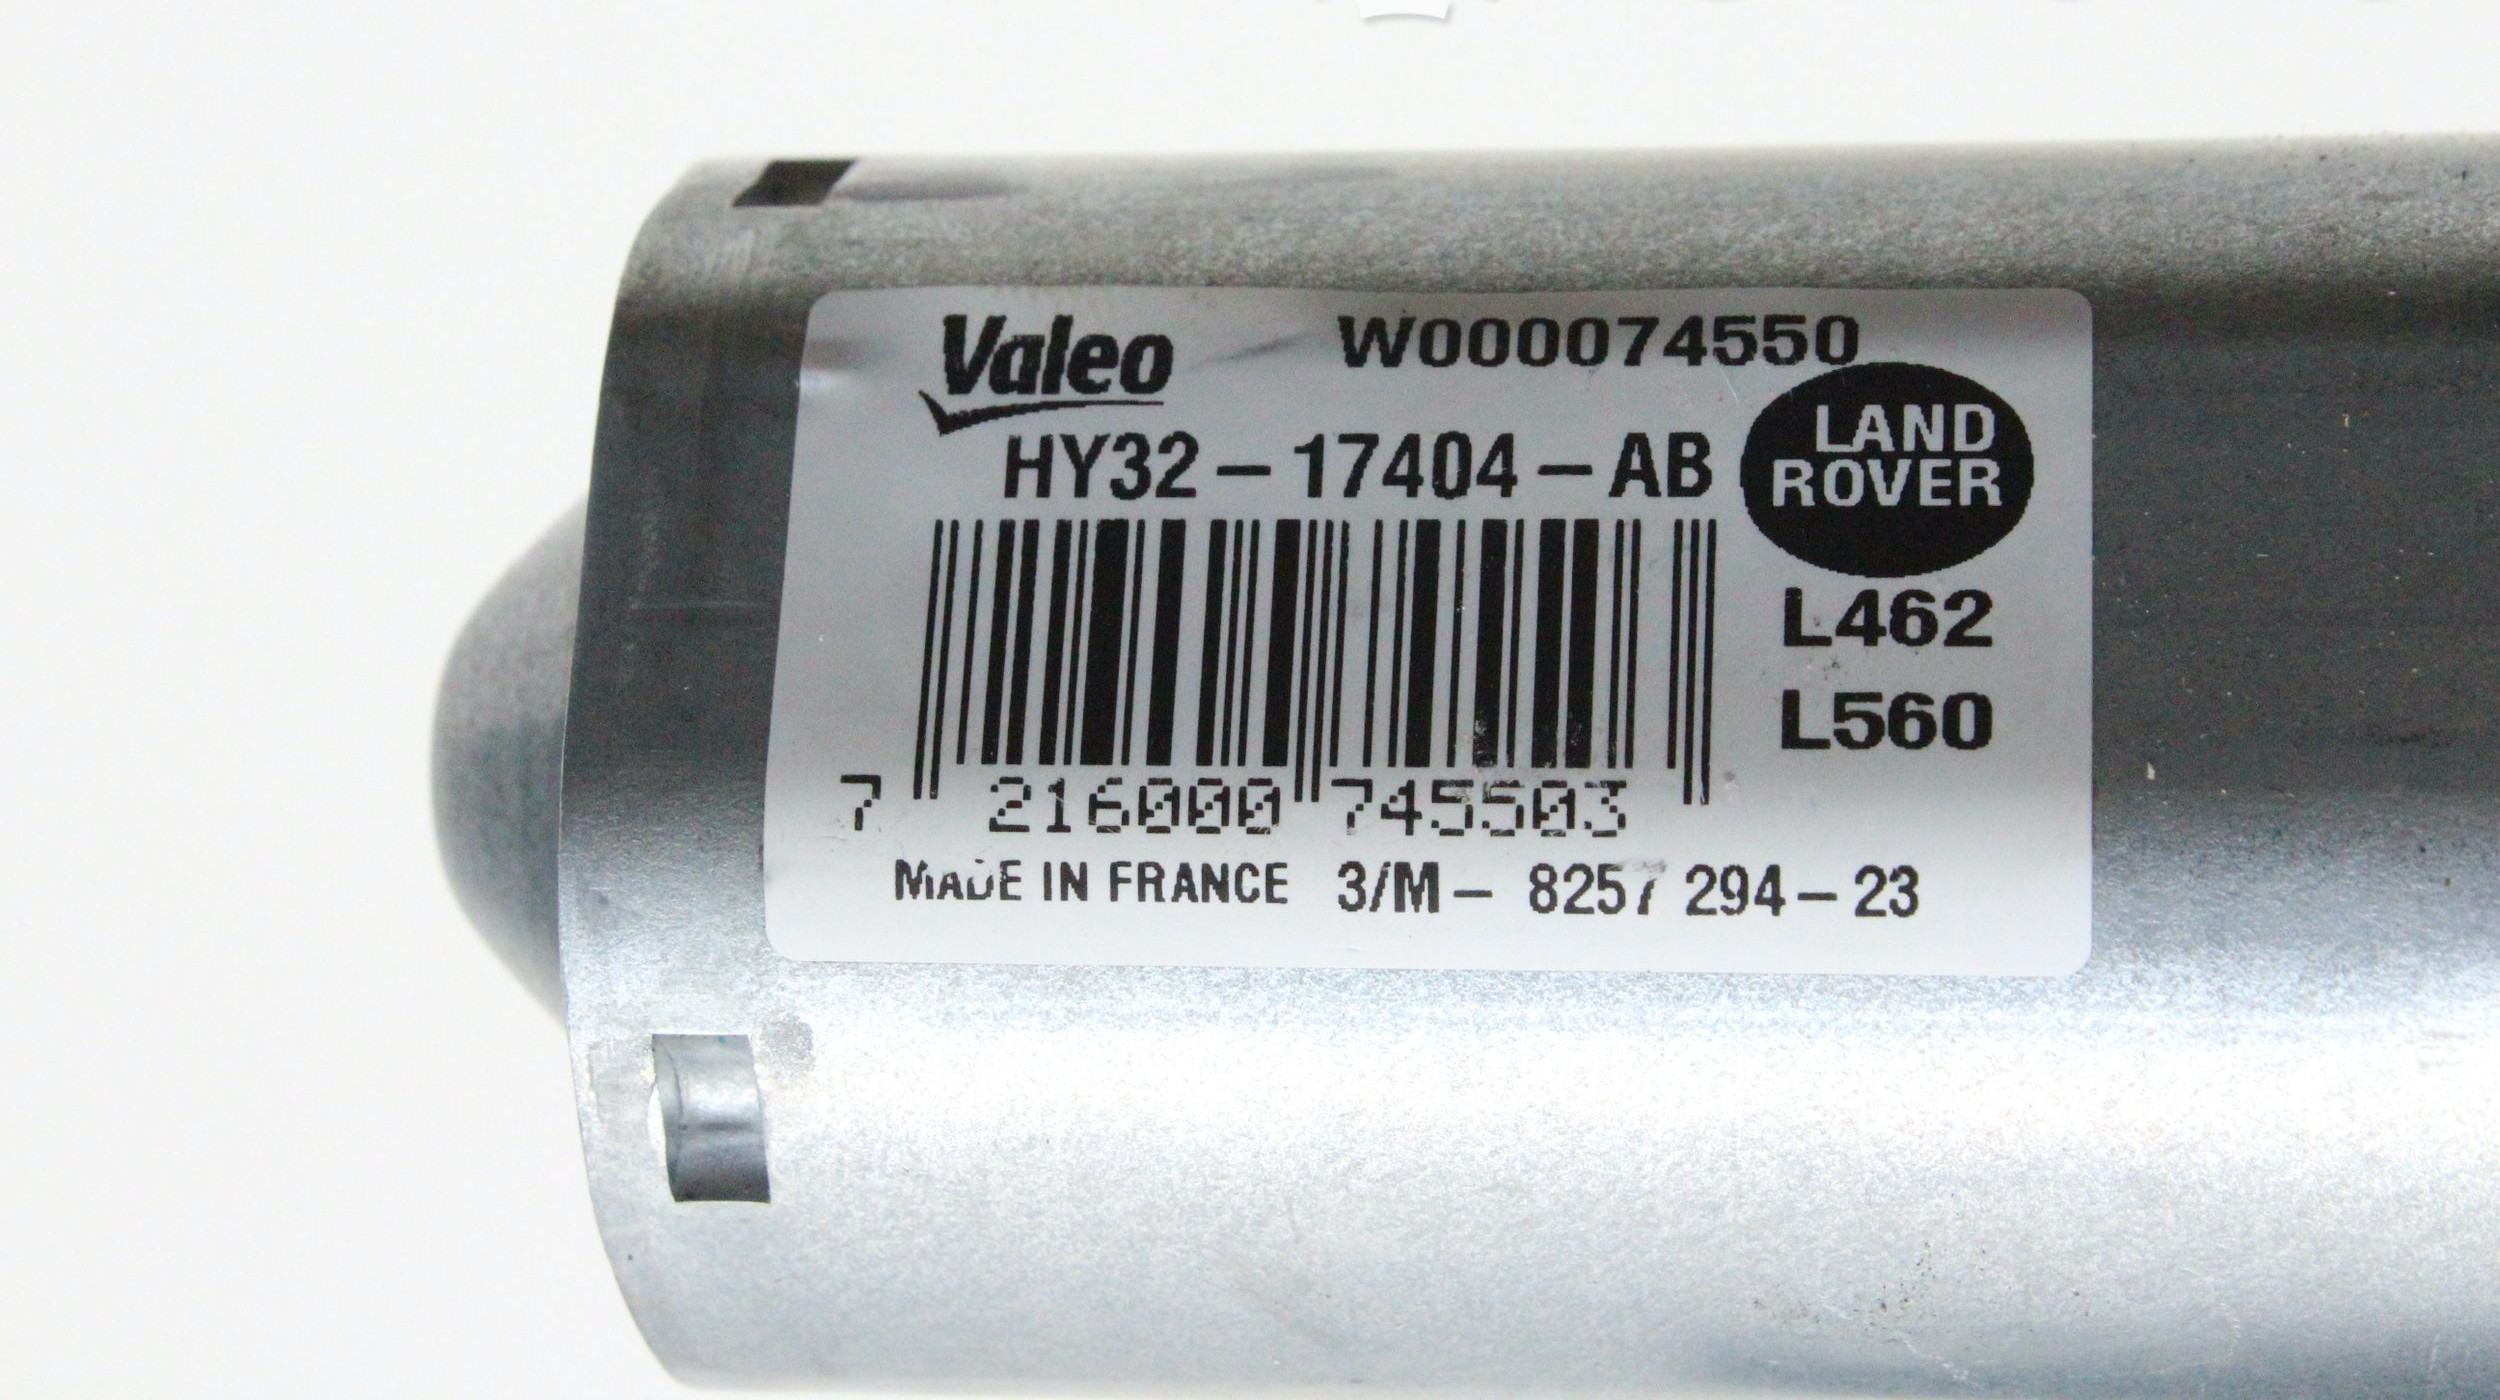 Valeo W000074550
HY32-17404-AB
LAND
ROVER
L462
L560
7 216000 745503
MADE IN FRANCE 3/M- 8257 294-23